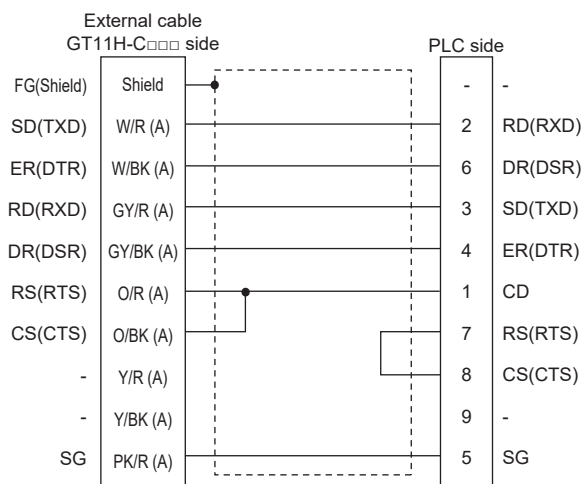 External cable
GT11H-C□□□ side
PLC side
FG(Shield) Shield - -
SD(TXD) W/R (A) 2 RD(RXD)
ER(DTR) W/BK (A) 6 DR(DSR)
RD(RXD) GY/R (A) 3 SD(TXD)
DR(DSR) GY/BK (A) 4 ER(DTR)
RS(RTS) O/R (A) 1 CD
CS(CTS) O/BK (A) 7 RS(RTS)
- Y/R (A) 8 CS(CTS)
- Y/BK (A) 9 -
SG PK/R (A) 5 SG